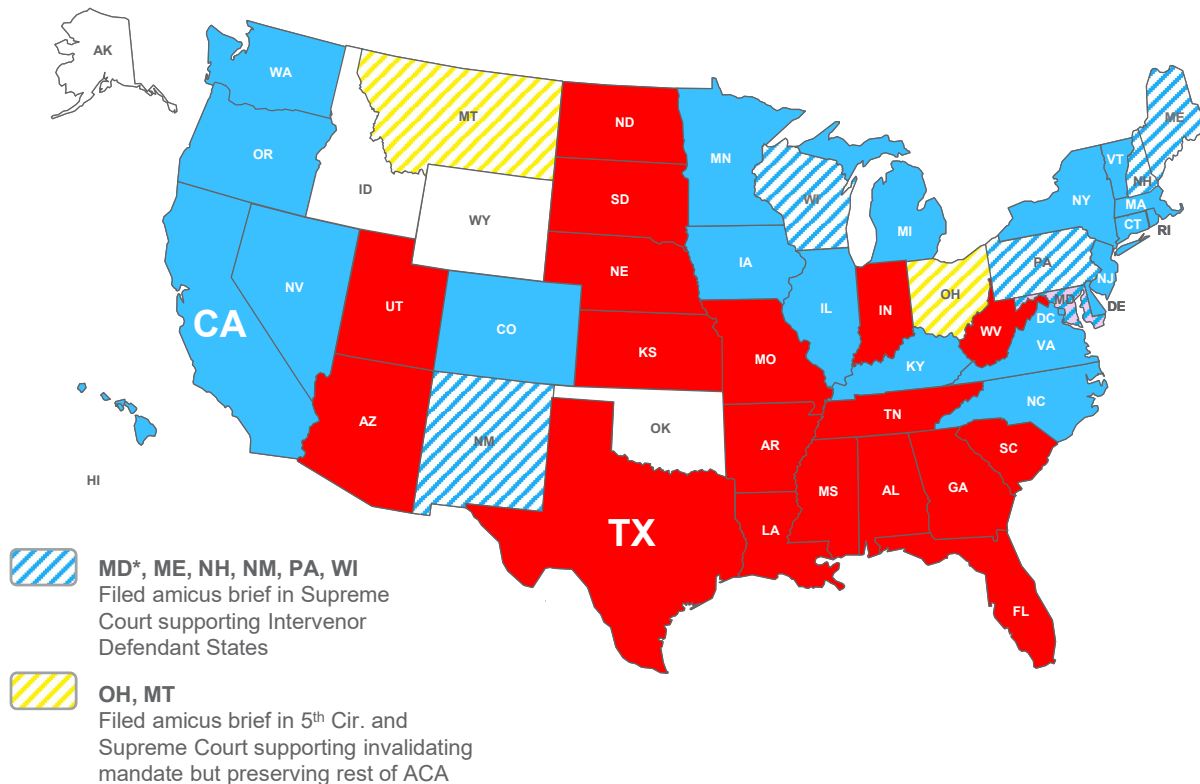 AK
WA
MT
ND
MN
ME
OR
VT
NH
ID
SD
WI
NY
MA
WY
MI
CT
RI
IA
PA
NE
NJ
NV
UT
OH
MD
DE
IL
IN
CA
CO
WV
DC
VA
KS
MO
KY
NC
TN
AZ
OK
NM
AR
SC
HI
MS
AL
GA
TX
LA
FL
MD*, ME, NH, NM, PA, WI
Filed amicus brief in Supreme
Court supporting Intervenor
Defendant States
OH, MT
Filed amicus brief in 5th Cir. and
Supreme Court supporting invalidating
mandate but preserving rest of ACA